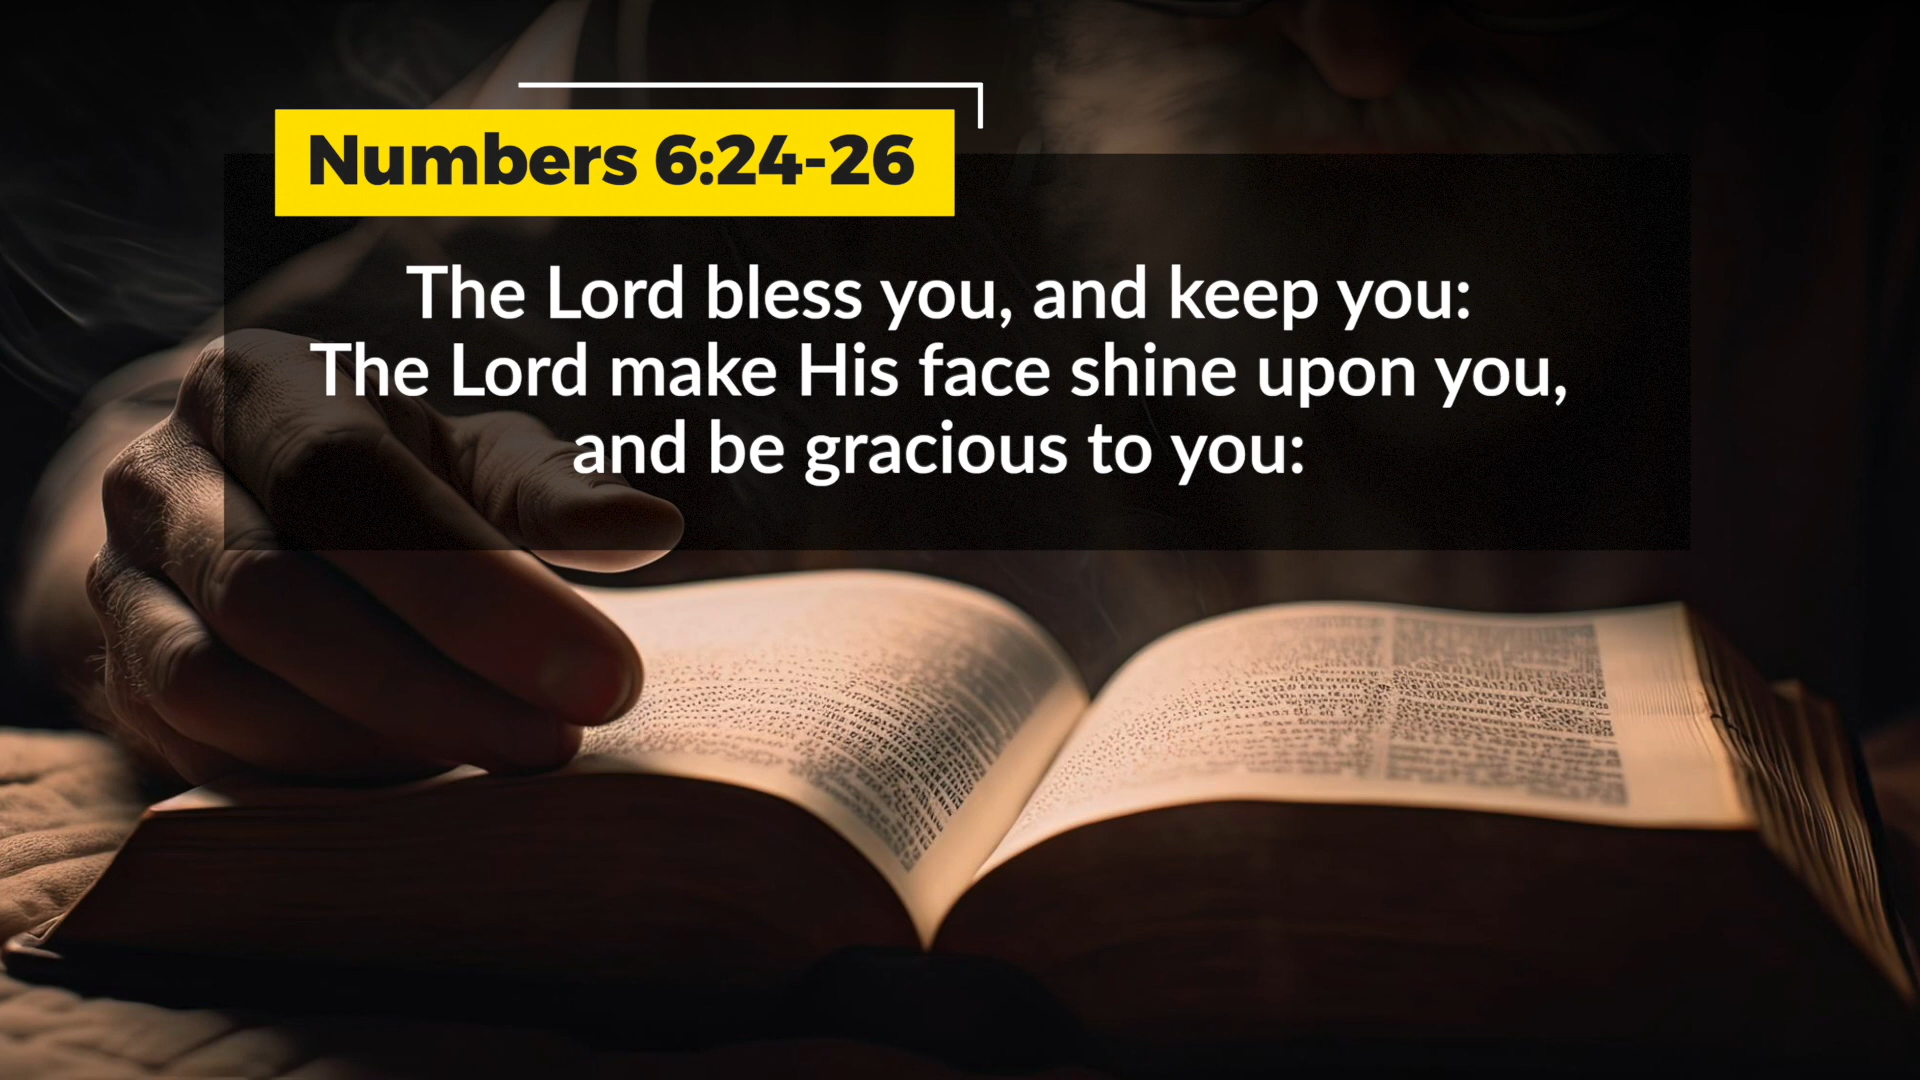 Numbers 6:24-26
The Lord bless you, and keep you:
The Lord make His face shine upon you,
and be gracious to you: